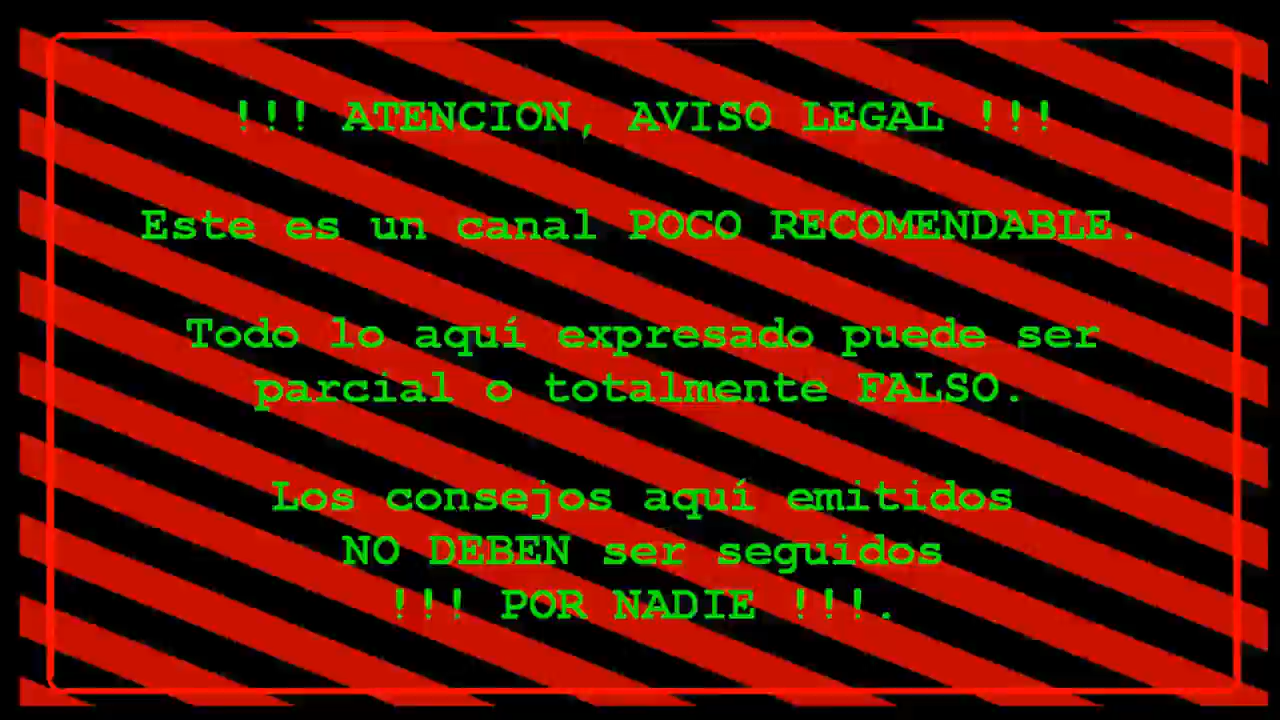 !!! ATENCION, AVISO LEGAL !!!
Este es un canal POCO RECOMENDABLE.
Todo lo aquí expresado puede ser
parcial o totalmente FALSO.
Los consejos aquí emitidos
NO DEBEN ser seguidos
!!! POR NADIE !!!.